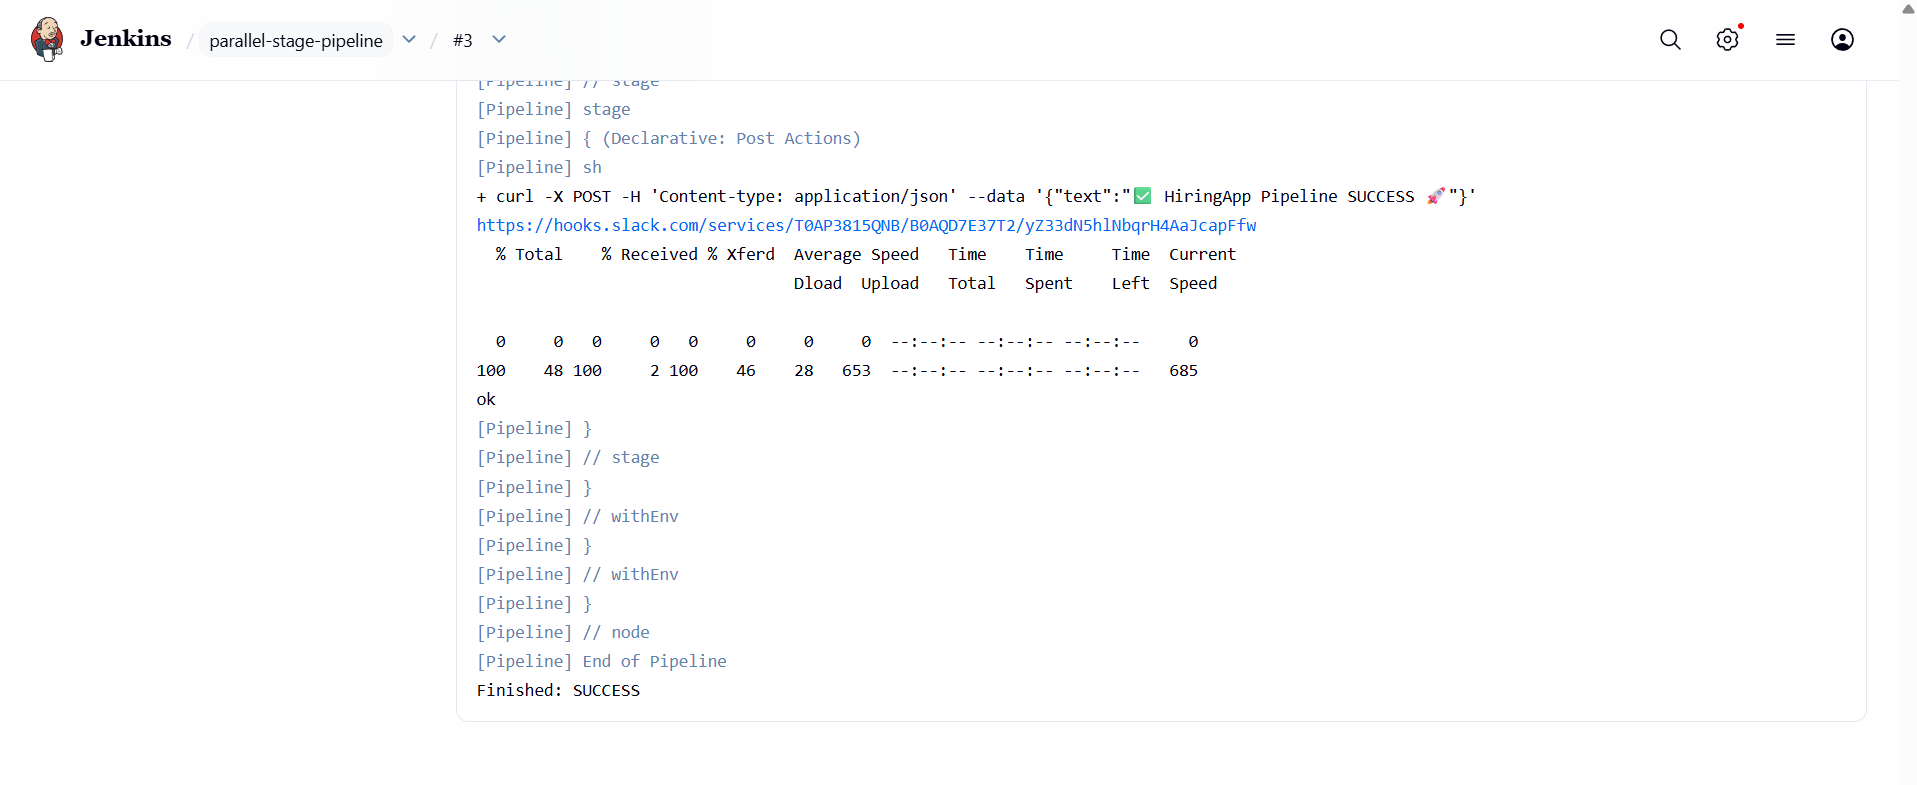 Jenkins / parallel-stage-pipeline / #3
[Pipeline] // stage
[Pipeline] stage
[Pipeline] { (Declarative: Post Actions)
[Pipeline] sh
+ curl -X POST -H 'Content-type: application/json' --data '{"text":"✅ HiringApp Pipeline SUCCESS 🚀"}'
https://hooks.slack.com/services/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
% Total    % Received % Xferd  Average Speed   Time    Time     Time  Current
Dload  Upload   Total   Spent    Left  Speed
0     0   0     0   0     0     0     0  --:--:-- --:--:-- --:--:--     0
100    48 100     2 100    46    28   653  --:--:-- --:--:-- --:--:--   685
ok
[Pipeline] }
[Pipeline] // stage
[Pipeline] }
[Pipeline] // withEnv
[Pipeline] }
[Pipeline] // withEnv
[Pipeline] }
[Pipeline] // node
[Pipeline] End of Pipeline
Finished: SUCCESS